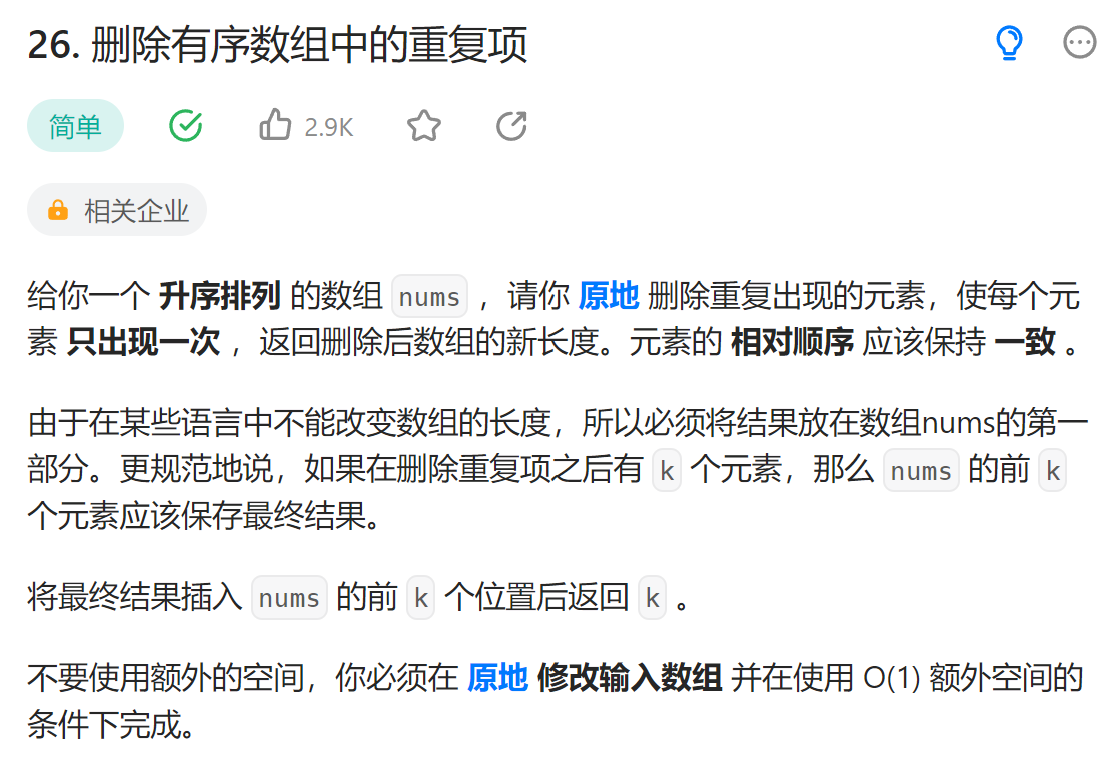 26. 删除有序数组中的重复项
简单 2.9K
相关企业
给你一个 升序排列 的数组 nums ，请你 原地 删除重复出现的元素，使每个元
素 只出现一次 ，返回删除后数组的新长度。元素的 相对顺序 应该保持 一致 。
由于在某些语言中不能改变数组的长度，所以必须将结果放在数组nums的第一
部分。更规范地说，如果在删除重复项之后有 k 个元素，那么 nums 的前 k
个元素应该保存最终结果。
将最终结果插入 nums 的前 k 个位置后返回 k 。
不要使用额外的空间，你必须在 原地 修改输入数组 并在使用 O(1) 额外空间的
条件下完成。